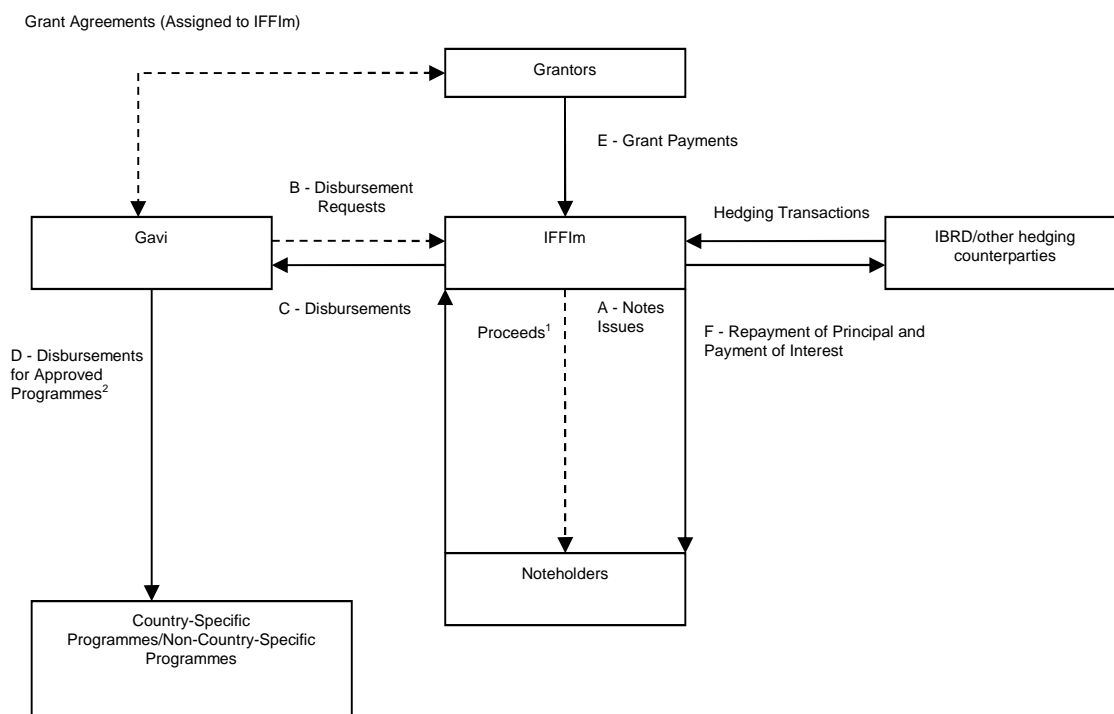 Grant Agreements (Assigned to IFFIm)
Grantors
E - Grant Payments
B - Disbursement
Requests
Hedging Transactions
Gavi
IFFIm
IBRD/other hedging
counterparties
C - Disbursements
A - Notes
Issues
Proceeds¹
F - Repayment of Principal and
Payment of Interest
D - Disbursements
for Approved
Programmes²
Noteholders
Country-Specific
Programmes/Non-Country-Specific
Programmes